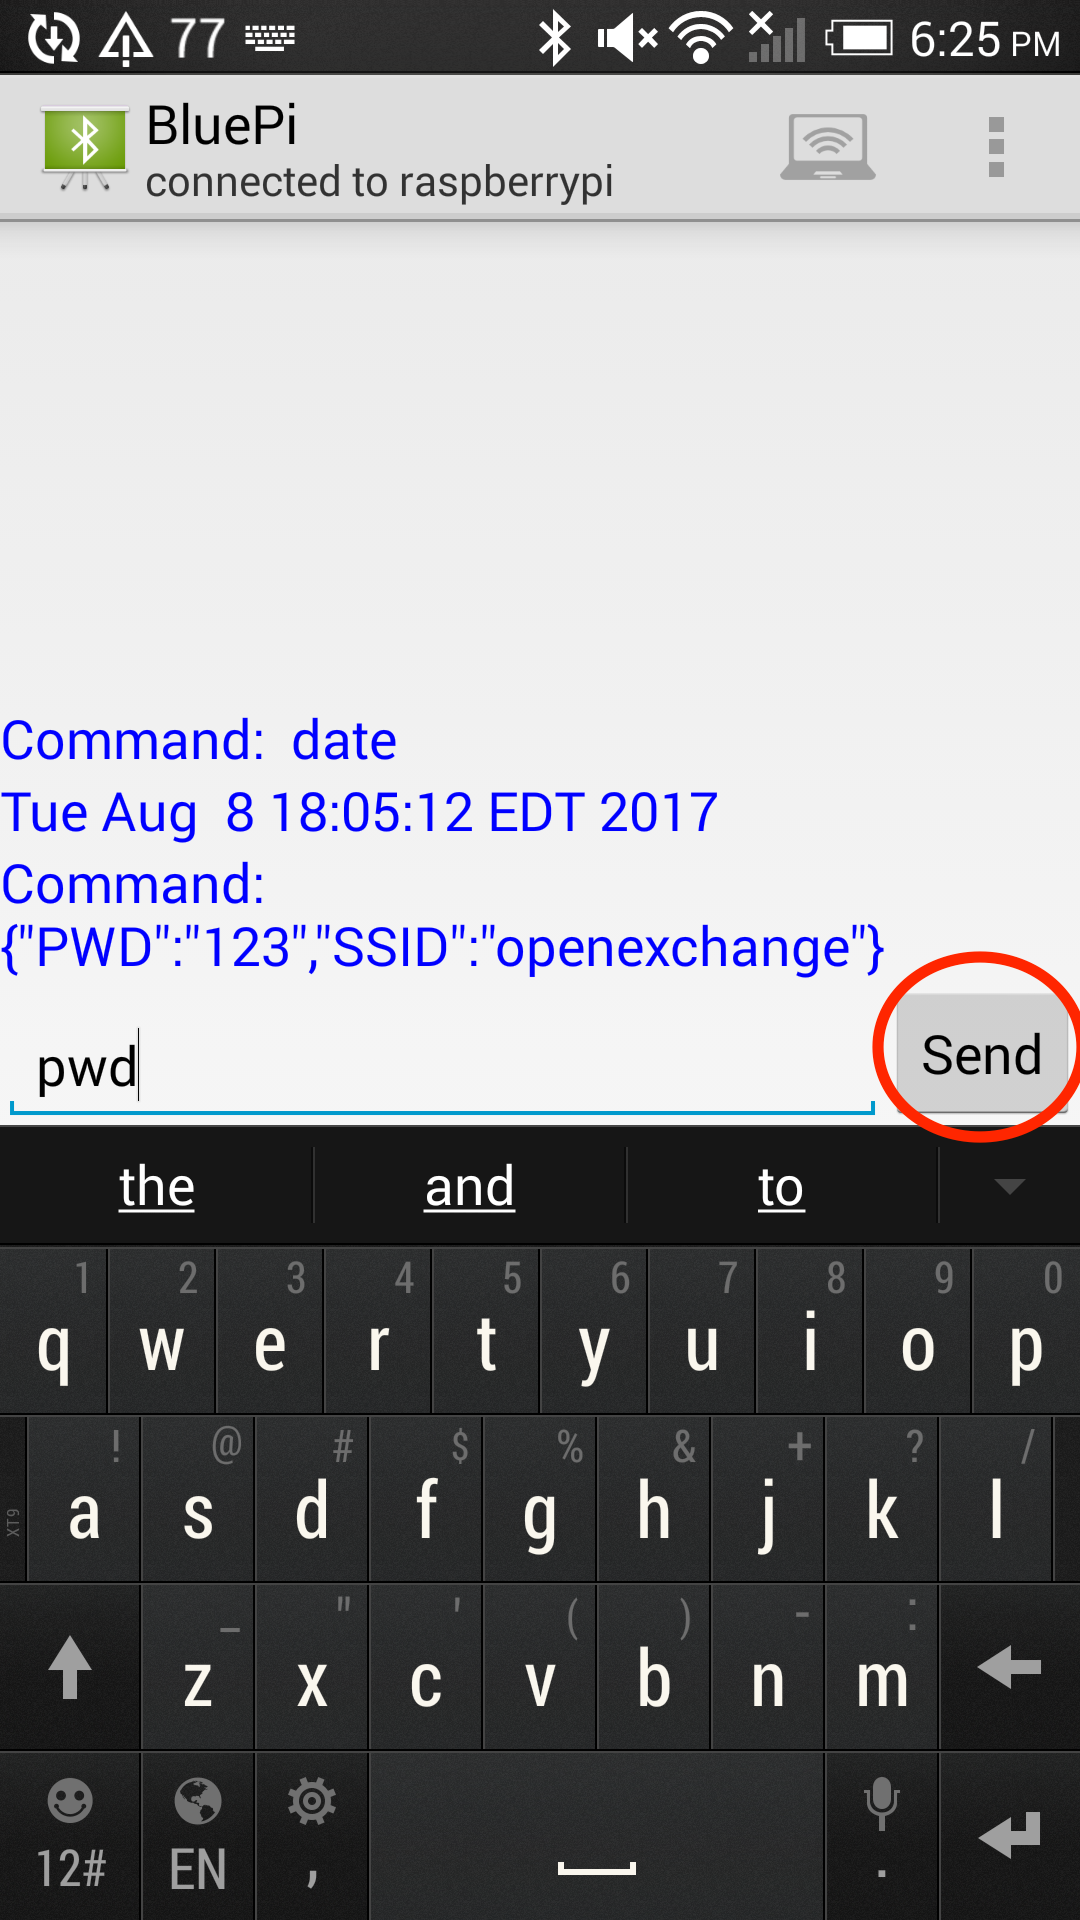 77 6:25 PM
BluePi
connected to raspberrypi
Command:  date
Tue Aug  8 18:05:12 EDT 2017
Command:
{"PWD":"123","SSID":"openexchange"}
pwd
Send
the and to
1 2 3 4 5 6 7 8 9 0
q w e r t y u i o p
! @ # $ % & + ? /
XT9 a s d f g h j k l
_ " ' ( ) - :
z x c v b n m
12# EN , .